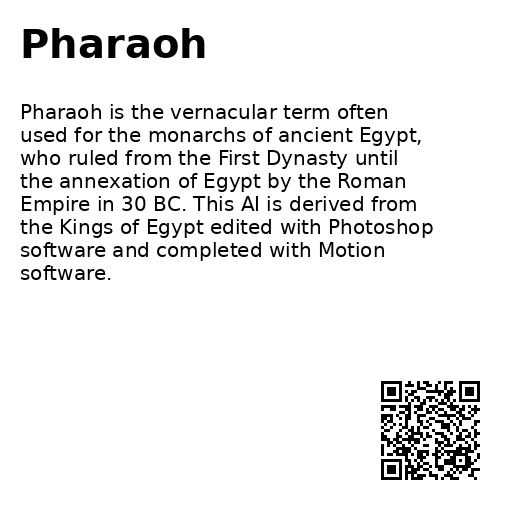 Pharaoh
Pharaoh is the vernacular term often
used for the monarchs of ancient Egypt,
who ruled from the First Dynasty until
the annexation of Egypt by the Roman
Empire in 30 BC. This AI is derived from
the Kings of Egypt edited with Photoshop
software and completed with Motion
software.